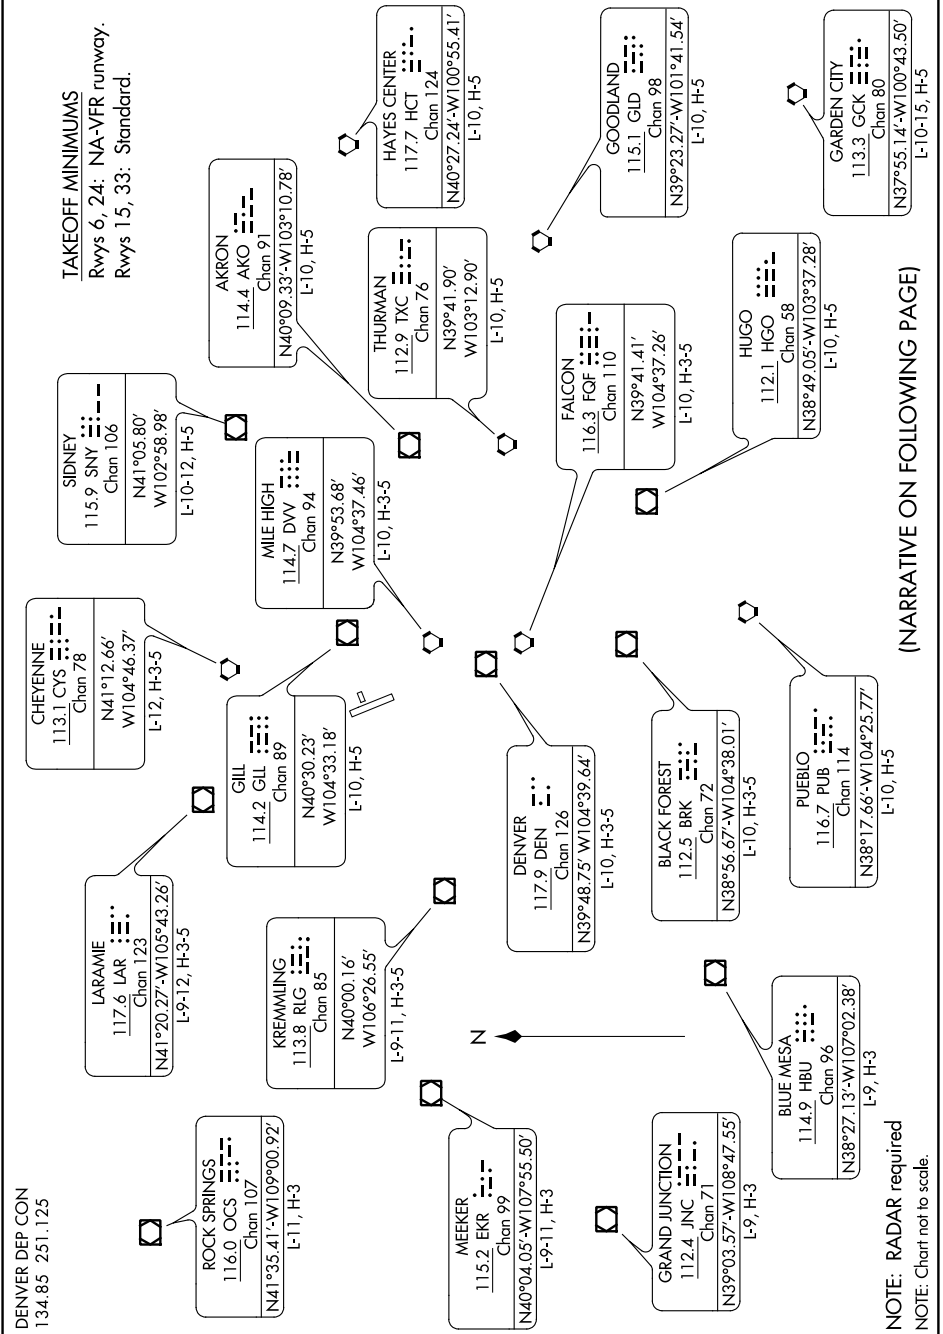 DENVER DEP CON
134.85 251.125
TAKEOFF MINIMUMS
Rwys 6, 24: NA-VFR runway.
Rwys 15, 33: Standard.
ROCK SPRINGS
116.0 OCS
Chan 107
N41°35.41'-W109°00.92'
L-11, H-3
LARAMIE
117.6 LAR
Chan 123
N41°20.27'-W105°43.26'
L-9-12, H-3-5
CHEYENNE
113.1 CYS
Chan 78
N41°12.66'
W104°46.37'
L-12, H-3-5
SIDNEY
115.9 SNY
Chan 106
N41°05.80'
W102°58.98'
L-10-12, H-5
AKRON
114.4 AKO
Chan 91
N40°09.33'-W103°10.78'
L-10, H-5
HAYES CENTER
117.7 HCT
Chan 124
N40°27.24'-W100°55.41'
L-10, H-5
GILL
114.2 GLL
Chan 89
N40°30.23'
W104°33.18'
L-10, H-5
MILE HIGH
114.7 DVV
Chan 94
N39°53.68'
W104°37.46'
L-10, H-3-5
THURMAN
112.9 TXC
Chan 76
N39°41.90'
W103°12.90'
L-10, H-5
KREMMLING
113.8 RLG
Chan 85
N40°00.16'
W106°26.55'
L-9-11, H-3-5
MEEKER
115.2 EKR
Chan 99
N40°04.05'-W107°55.50'
L-9-11, H-3
N
DENVER
117.9 DEN
Chan 126
N39°48.75' W104°39.64'
L-10, H-3-5
FALCON
116.3 FQF
Chan 110
N39°41.41'
W104°37.26'
L-10, H-3-5
GOODLAND
115.1 GLD
Chan 98
N39°23.27'-W101°41.54'
L-10, H-5
GRAND JUNCTION
112.4 JNC
Chan 71
N39°03.57'-W108°47.55'
L-9, H-3
BLACK FOREST
112.5 BRK
Chan 72
N38°56.67'-W104°38.01'
L-10, H-3-5
HUGO
112.1 HGO
Chan 58
N38°49.05'-W103°37.28'
L-10, H-5
BLUE MESA
114.9 HBU
Chan 96
N38°27.13'-W107°02.38'
L-9, H-3
PUEBLO
116.7 PUB
Chan 114
N38°17.66'-W104°25.77'
L-10, H-5
GARDEN CITY
113.3 GCK
Chan 80
N37°55.14'-W100°43.50'
L-10-15, H-5
NOTE: RADAR required
NOTE: Chart not to scale.
(NARRATIVE ON FOLLOWING PAGE)